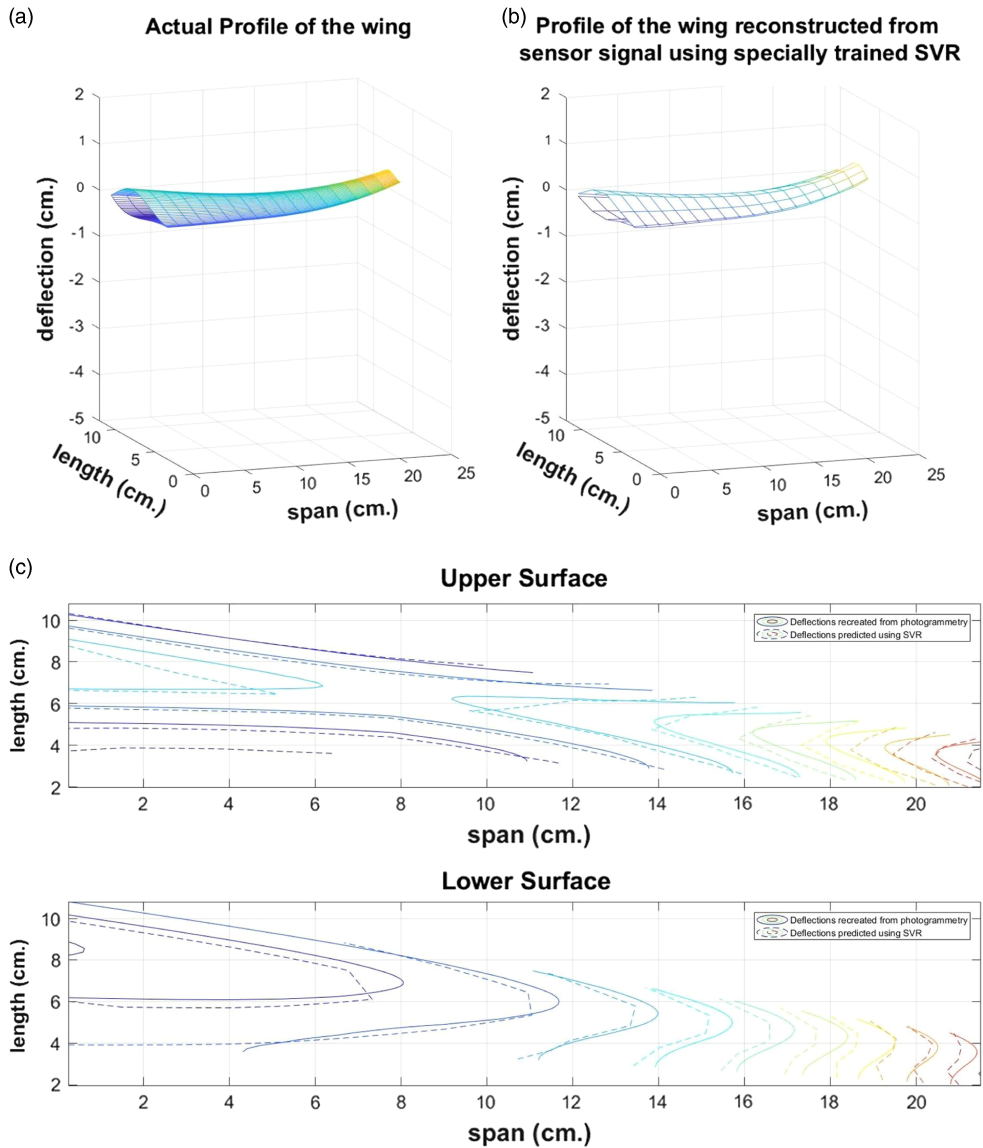 (a)
Actual Profile of the wing
2
1
0
-1
-2
-3
-4
-5
deflection (cm.)
10
5
0
length (cm.)
0
5
10
15
20
25
span (cm.)
(b)
Profile of the wing reconstructed from
sensor signal using specially trained SVR
2
1
0
-1
-2
-3
-4
-5
deflection (cm.)
10
5
0
length (cm.)
0
5
10
15
20
25
span (cm.)
(c)
Upper Surface
10
8
6
4
2
length (cm.)
Deflections recreated from photogrammetry
Deflections predicted using SVR
2 4 6 8 10 12 14 16 18 20
span (cm.)
Lower Surface
10
8
6
4
2
length (cm.)
Deflections recreated from photogrammetry
Deflections predicted using SVR
2 4 6 8 10 12 14 16 18 20
span (cm.)